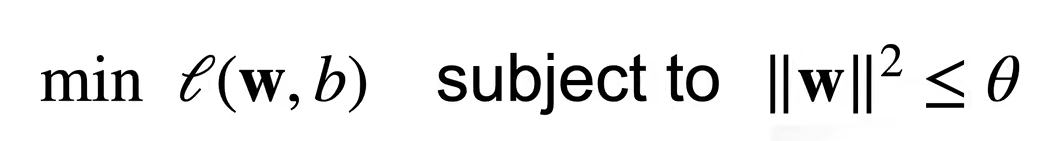 min ℓ(𝐰, b) subject to ‖𝐰‖² ≤ θ